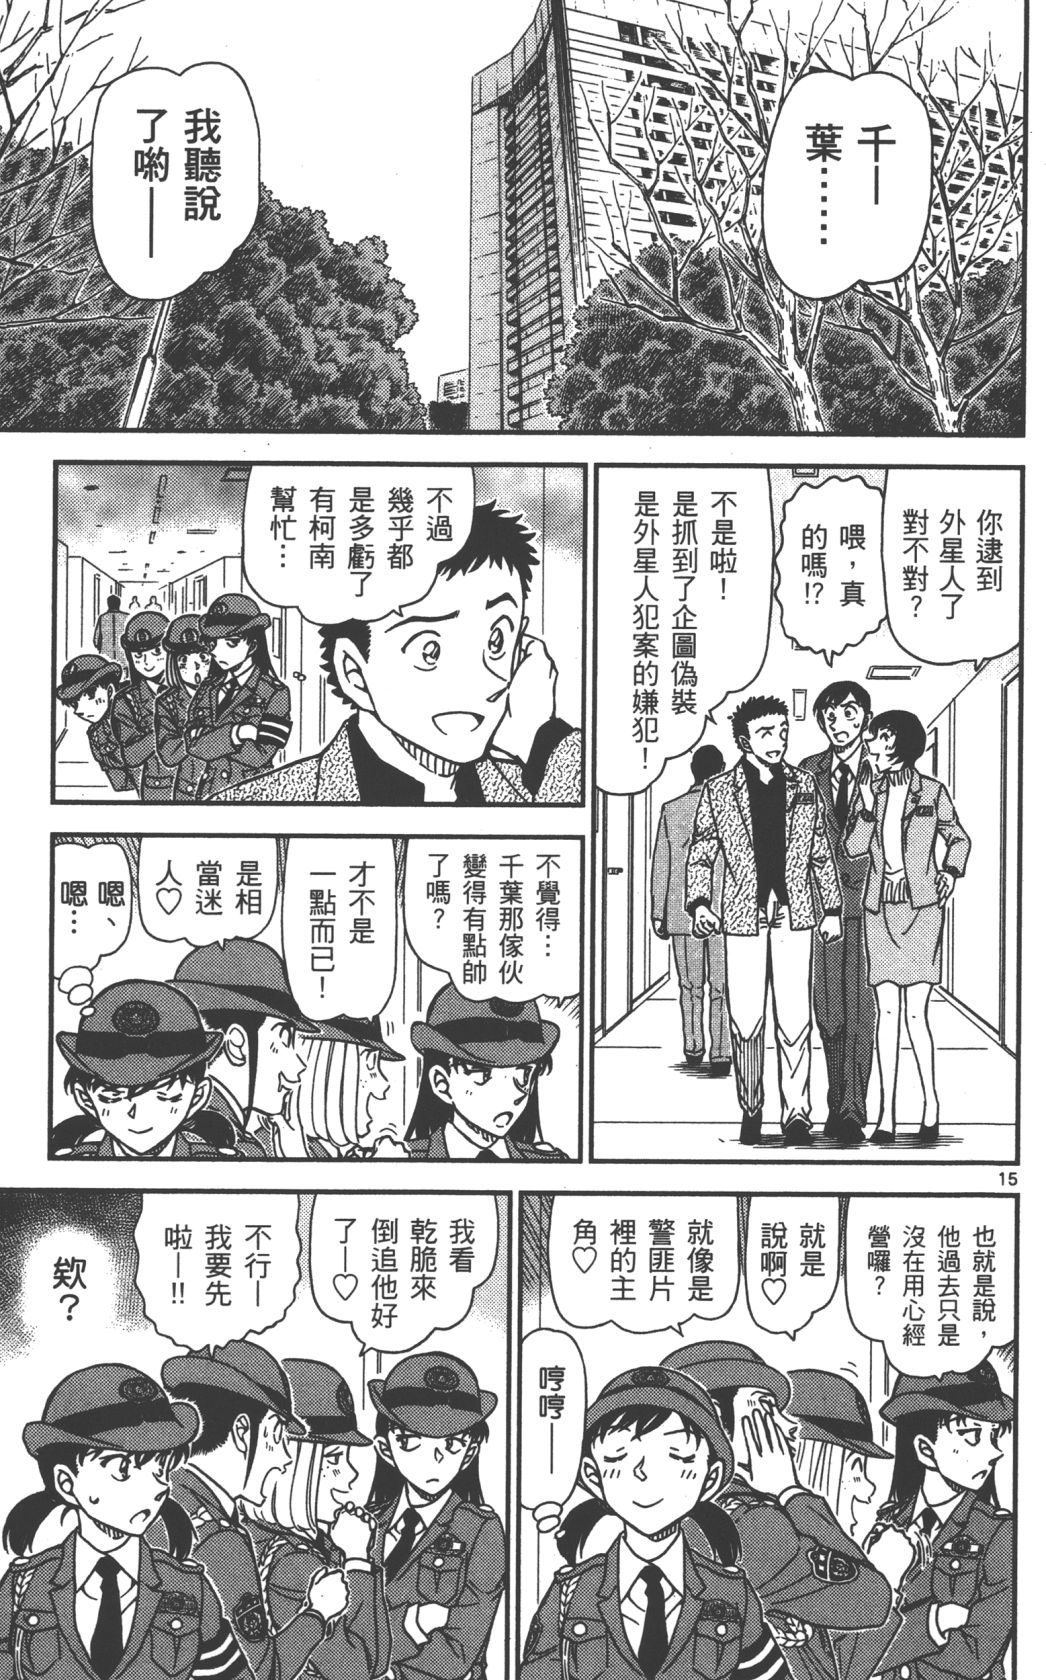 千—
葉……
我聽說
了喲——
你逮到
外星人了
對不對？
喂，真
的嗎!?
不是啦！
是抓到了企圖偽裝
是外星人犯案的嫌犯！
不過
幾乎都
是多虧了
有柯南
幫忙…
不覺得…
千葉那傢伙
變得有點帥
了嗎？
才不是
一點而已！
是相
當迷
人♡
嗯、
嗯…
15
也就是說，
他過去只是
沒在用心經
營囉？
就是
說啊♡
就像是
警匪片
裡的主
角♡
哼哼——
我看
乾脆來
倒追他好
了—♡
不行—
我要先
啦—!!
欸？